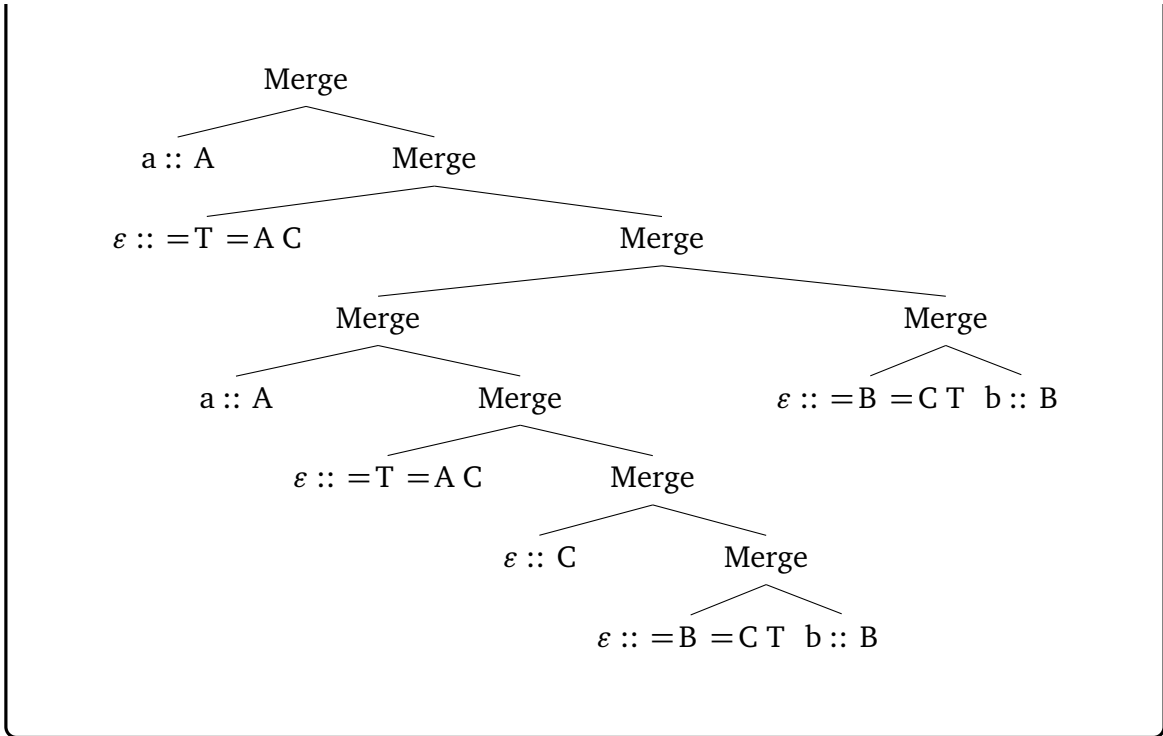 Merge
a :: A Merge
ε :: =T =A C Merge
Merge Merge
a :: A Merge ε :: =B =C T b :: B
ε :: =T =A C Merge
ε :: C Merge
ε :: =B =C T b :: B